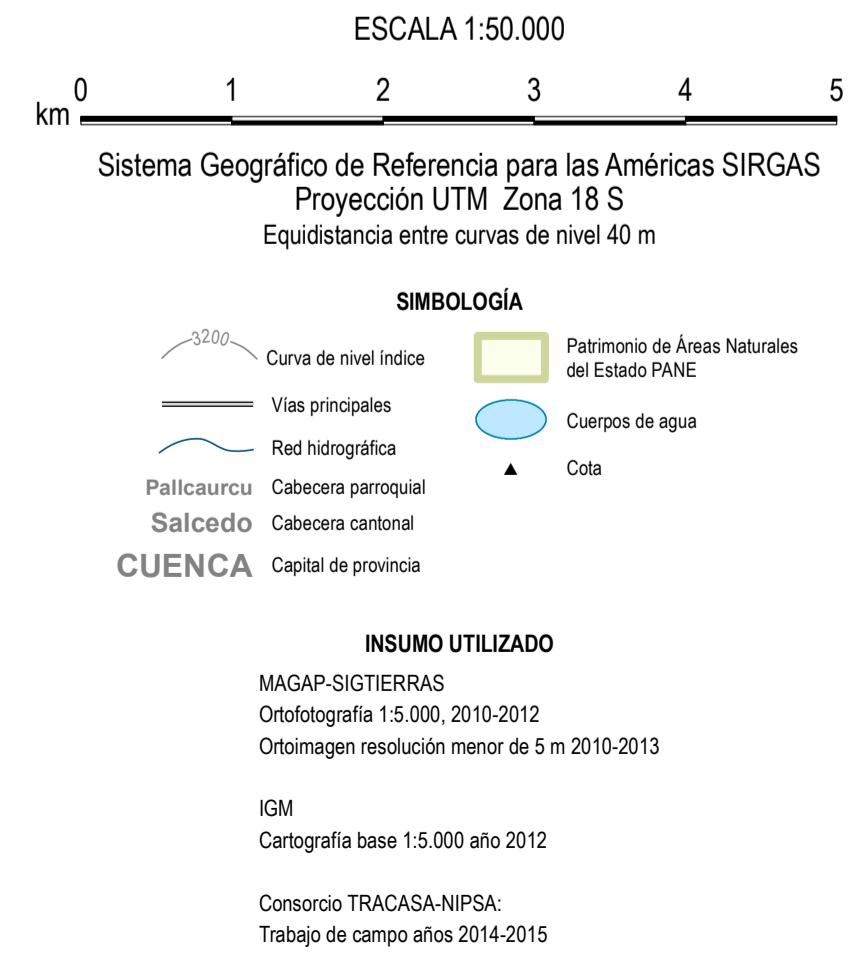 ESCALA 1:50.000
0 1 2 3 4 5
km
Sistema Geográfico de Referencia para las Américas SIRGAS
Proyección UTM Zona 18 S
Equidistancia entre curvas de nivel 40 m
SIMBOLOGÍA
3200
Curva de nivel índice
Vías principales
Red hidrográfica
Pallcaurcu Cabecera parroquial
Salcedo Cabecera cantonal
CUENCA Capital de provincia
Patrimonio de Áreas Naturales
del Estado PANE
Cuerpos de agua
Cota
INSUMO UTILIZADO
MAGAP-SIGTIERRAS
Ortofotografía 1:5.000, 2010-2012
Ortoimagen resolución menor de 5 m 2010-2013
IGM
Cartografía base 1:5.000 año 2012
Consorcio TRACASA-NIPSA:
Trabajo de campo años 2014-2015